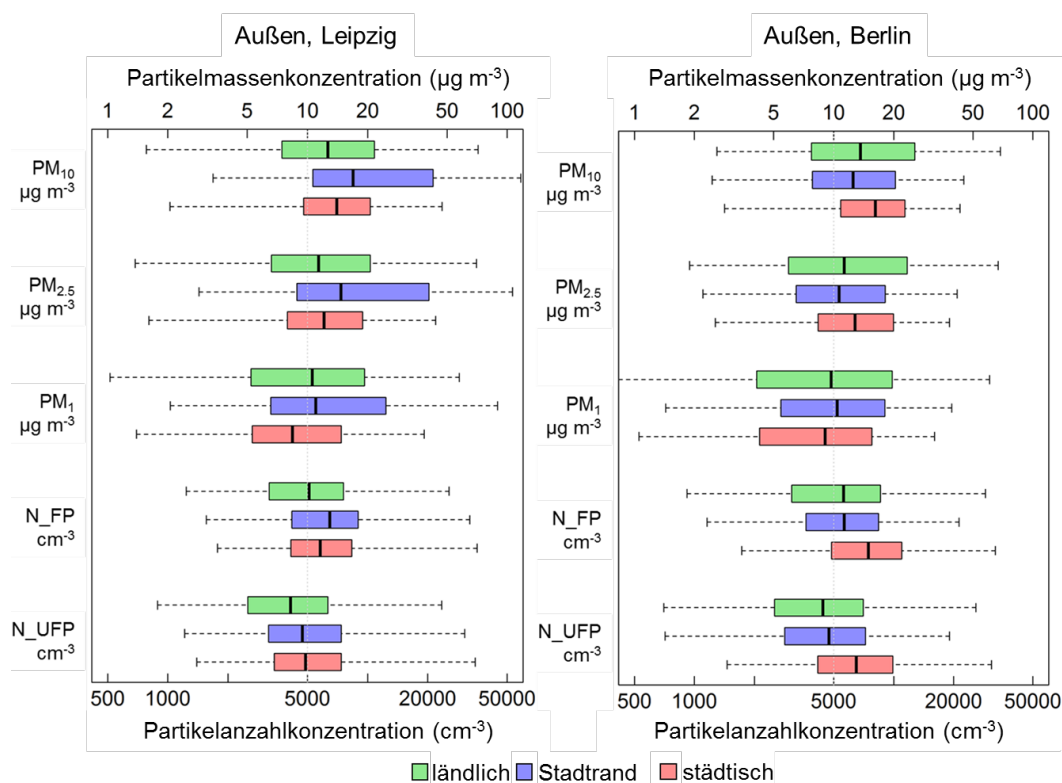 Außen, Leipzig
Partikelmassenkonzentration (µg m⁻³)
1 2 5 10 20 50 100
PM₁₀
µg m⁻³
PM₂.₅
µg m⁻³
PM₁
µg m⁻³
N_FP
cm⁻³
N_UFP
cm⁻³
500 1000 5000 20000 50000
Partikelanzahlkonzentration (cm⁻³)
Außen, Berlin
Partikelmassenkonzentration (µg m⁻³)
1 2 5 10 20 50 100
PM₁₀
µg m⁻³
PM₂.₅
µg m⁻³
PM₁
µg m⁻³
N_FP
cm⁻³
N_UFP
cm⁻³
500 1000 5000 20000 50000
Partikelanzahlkonzentration (cm⁻³)
ländlich Stadtrand städtisch